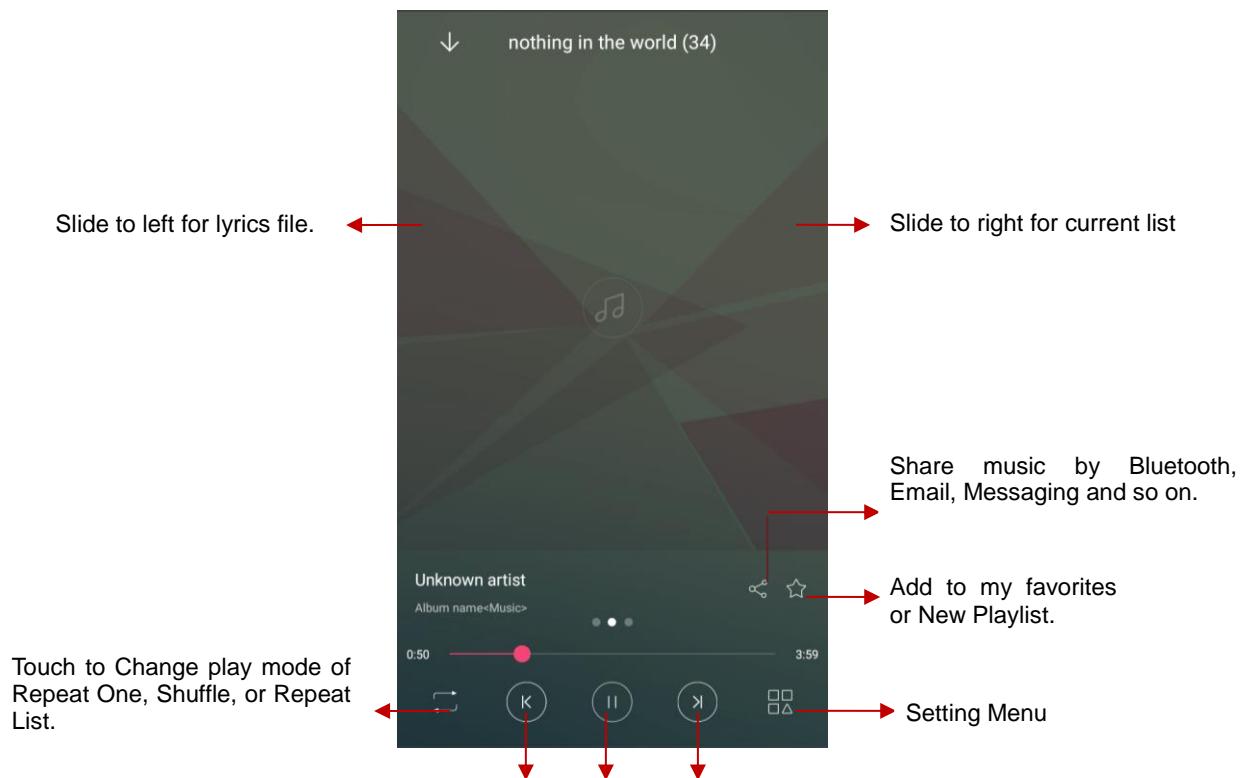 nothing in the world (34)
Slide to left for lyrics file.
Slide to right for current list
Share music by Bluetooth,
Email, Messaging and so on.
Unknown artist
Album name<Music>
Add to my favorites
or New Playlist.
0:50
3:59
Touch to Change play mode of
Repeat One, Shuffle, or Repeat
List.
Setting Menu